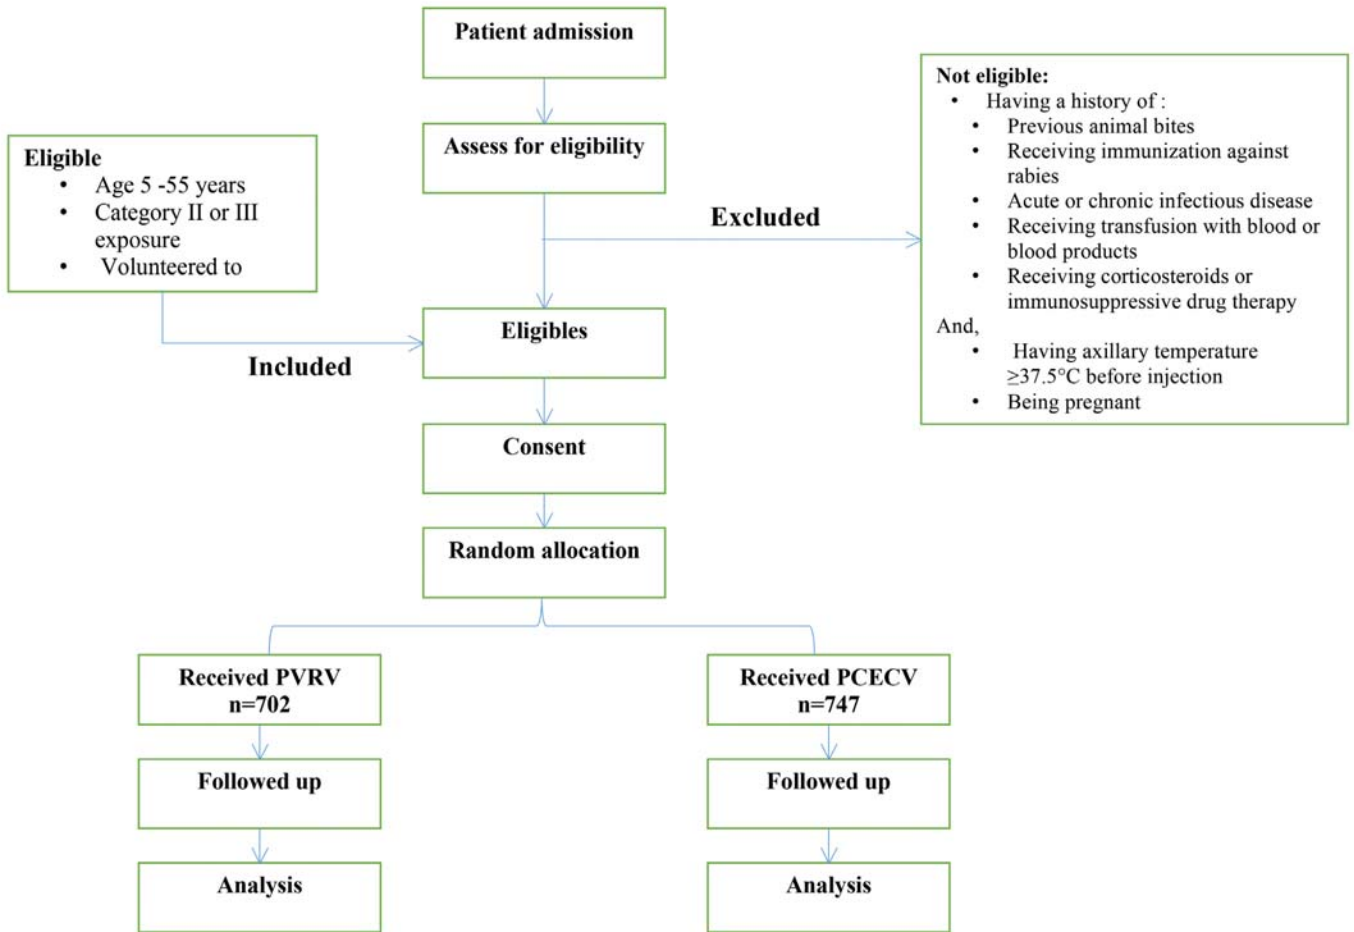 Patient admission
Assess for eligibility
Eligible
• Age 5 -55 years
• Category II or III
exposure
• Volunteered to
Excluded
Not eligible:
• Having a history of :
• Previous animal bites
• Receiving immunization against
rabies
• Acute or chronic infectious disease
• Receiving transfusion with blood or
blood products
• Receiving corticosteroids or
immunosuppressive drug therapy
And,
• Having axillary temperature
≥37.5°C before injection
• Being pregnant
Included
Eligibles
Consent
Random allocation
Received PVRV
n=702
Received PCECV
n=747
Followed up
Followed up
Analysis
Analysis